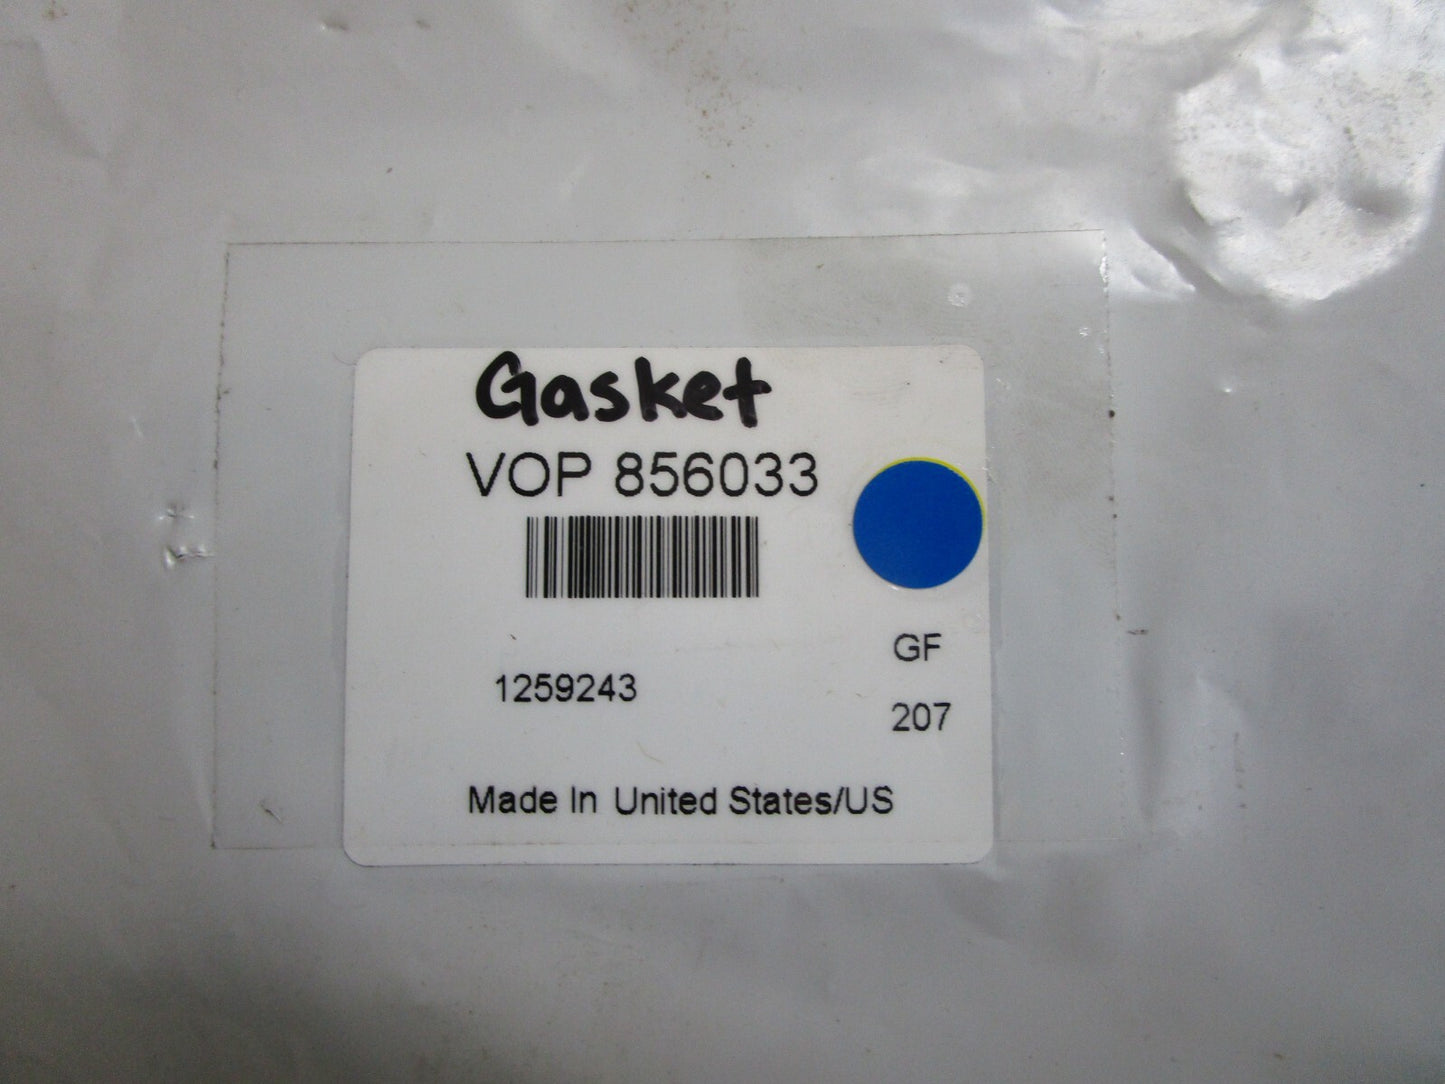 Gasket
VOP 856033
GF
1259243
207
Made In United States/US